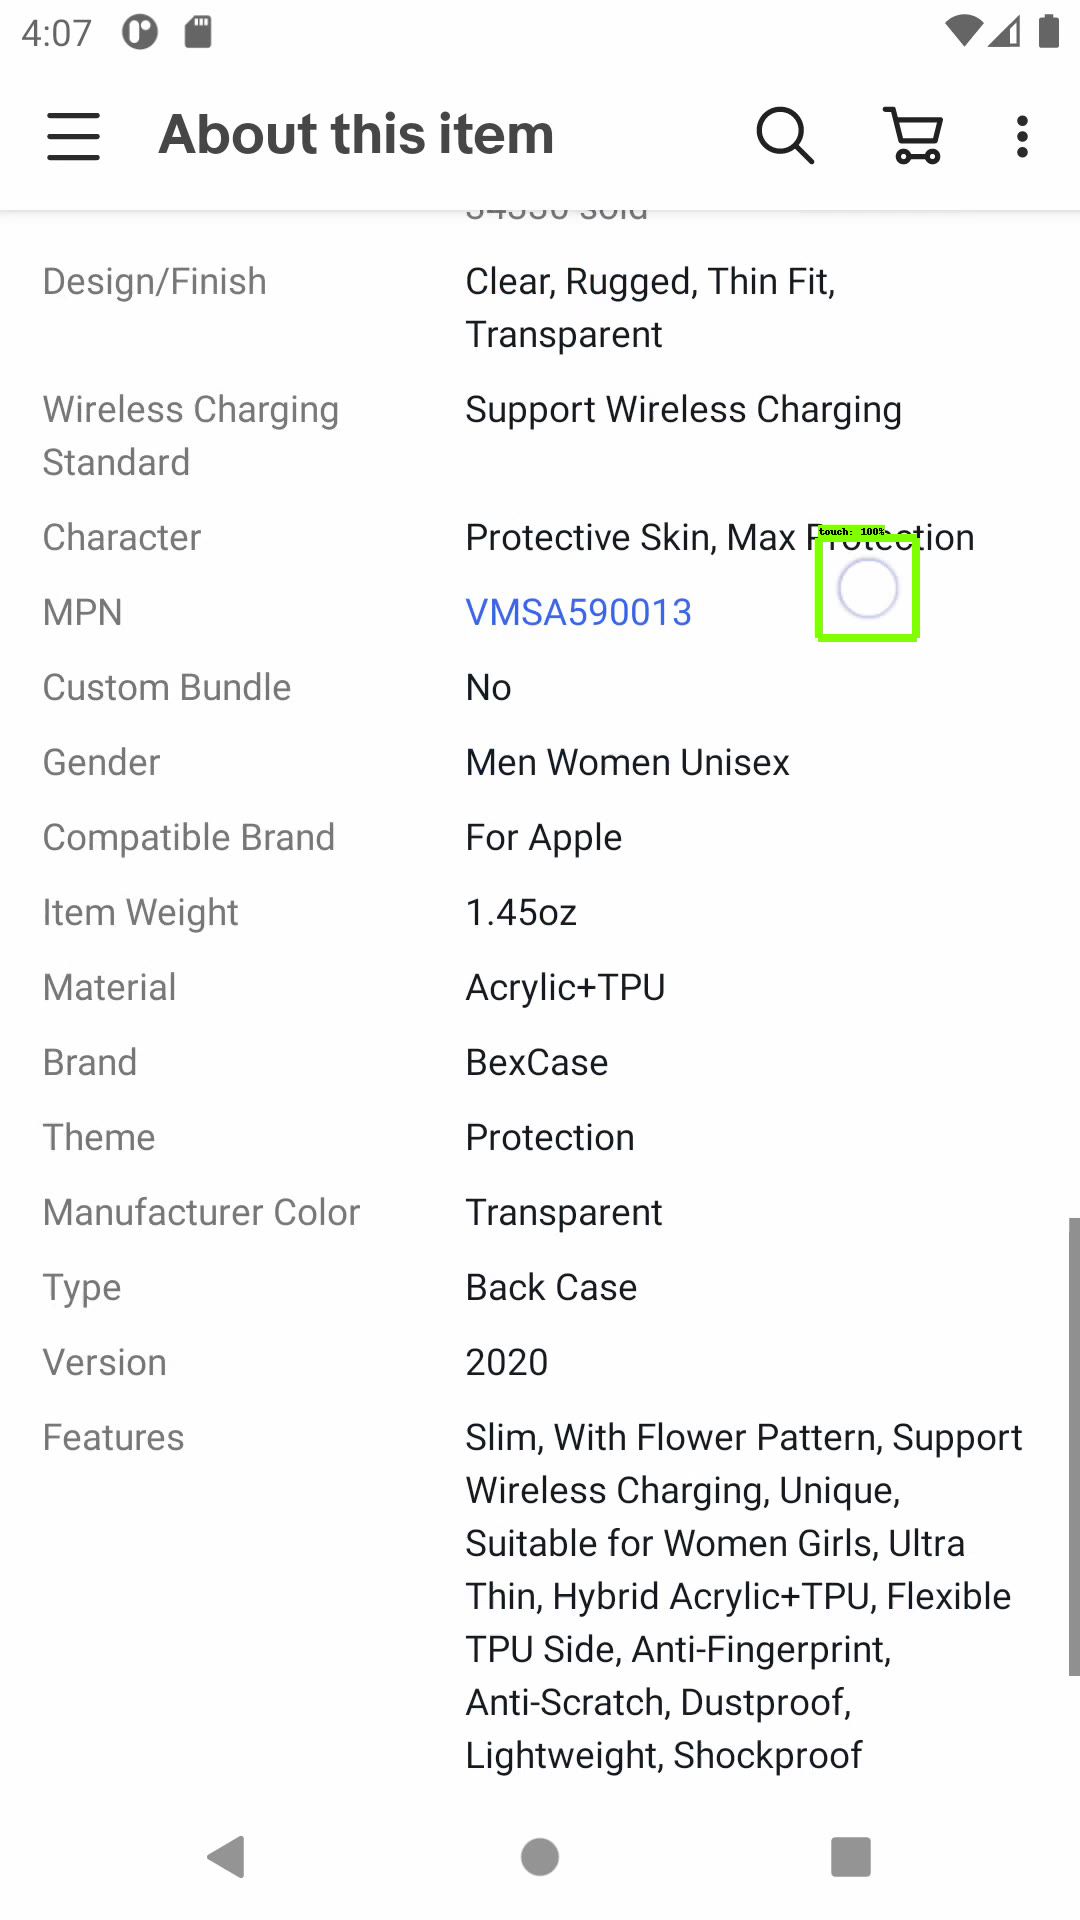 4:07
About this item
34350 sold
Design/Finish
Clear, Rugged, Thin Fit,
Transparent
Wireless Charging
Standard
Support Wireless Charging
Character
Protective Skin, Max Protection
touch: 100%
MPN
VMSA590013
Custom Bundle
No
Gender
Men Women Unisex
Compatible Brand
For Apple
Item Weight
1.45oz
Material
Acrylic+TPU
Brand
BexCase
Theme
Protection
Manufacturer Color
Transparent
Type
Back Case
Version
2020
Features
Slim, With Flower Pattern, Support
Wireless Charging, Unique,
Suitable for Women Girls, Ultra
Thin, Hybrid Acrylic+TPU, Flexible
TPU Side, Anti-Fingerprint,
Anti-Scratch, Dustproof,
Lightweight, Shockproof